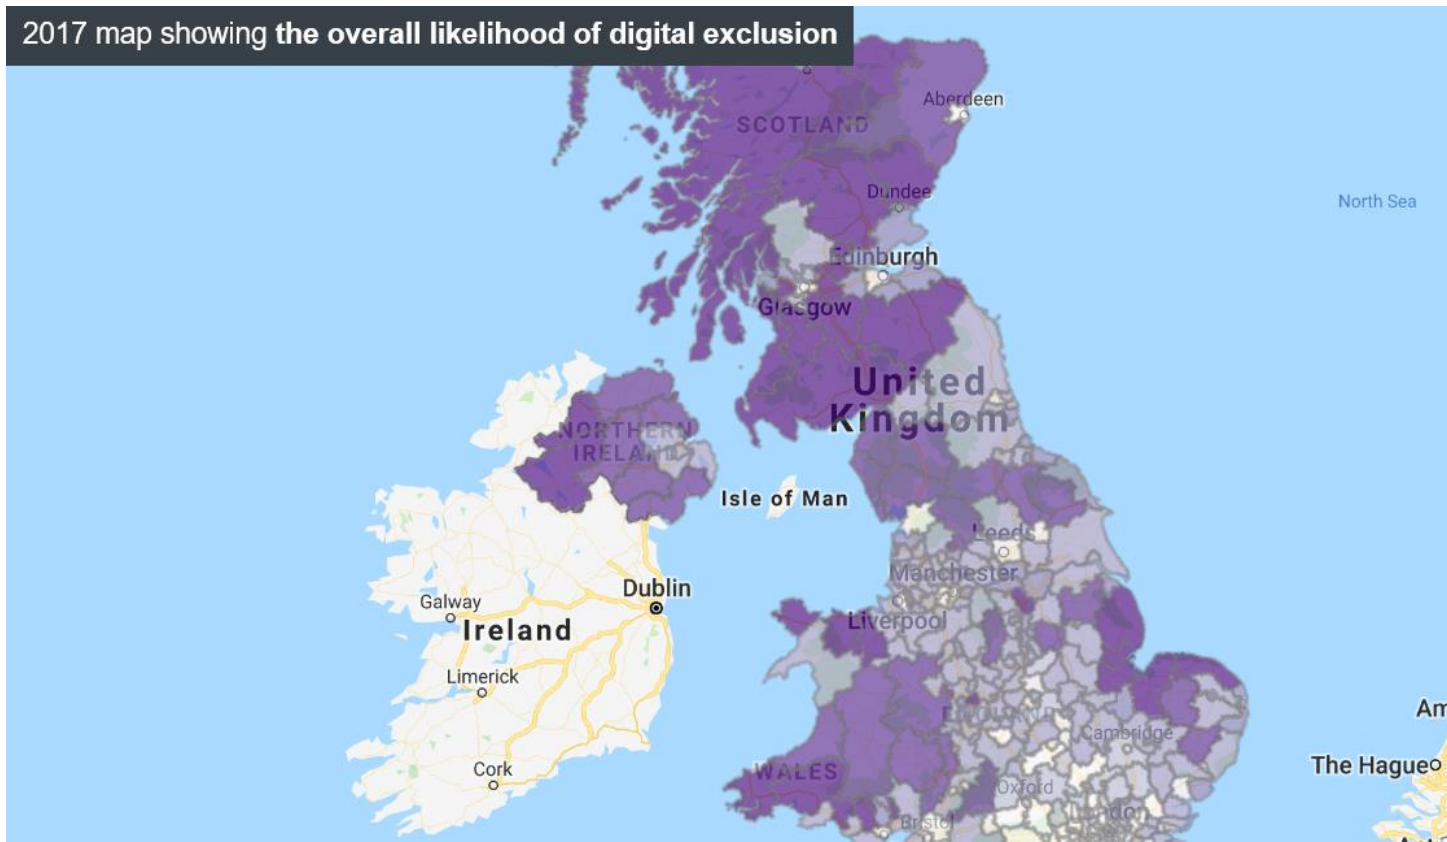 2017 map showing the overall likelihood of digital exclusion
Aberdeen
SCOTLAND
Dundee
North Sea
Edinburgh
Glasgow
United
Kingdom
NORTHERN
IRELAND
Isle of Man
Leeds
Manchester
Dublin
Galway
Ireland
Liverpool
Limerick
ENGLAND
Am
Cambridge
The Hague
Cork
WALES
Oxford
London
Bristol